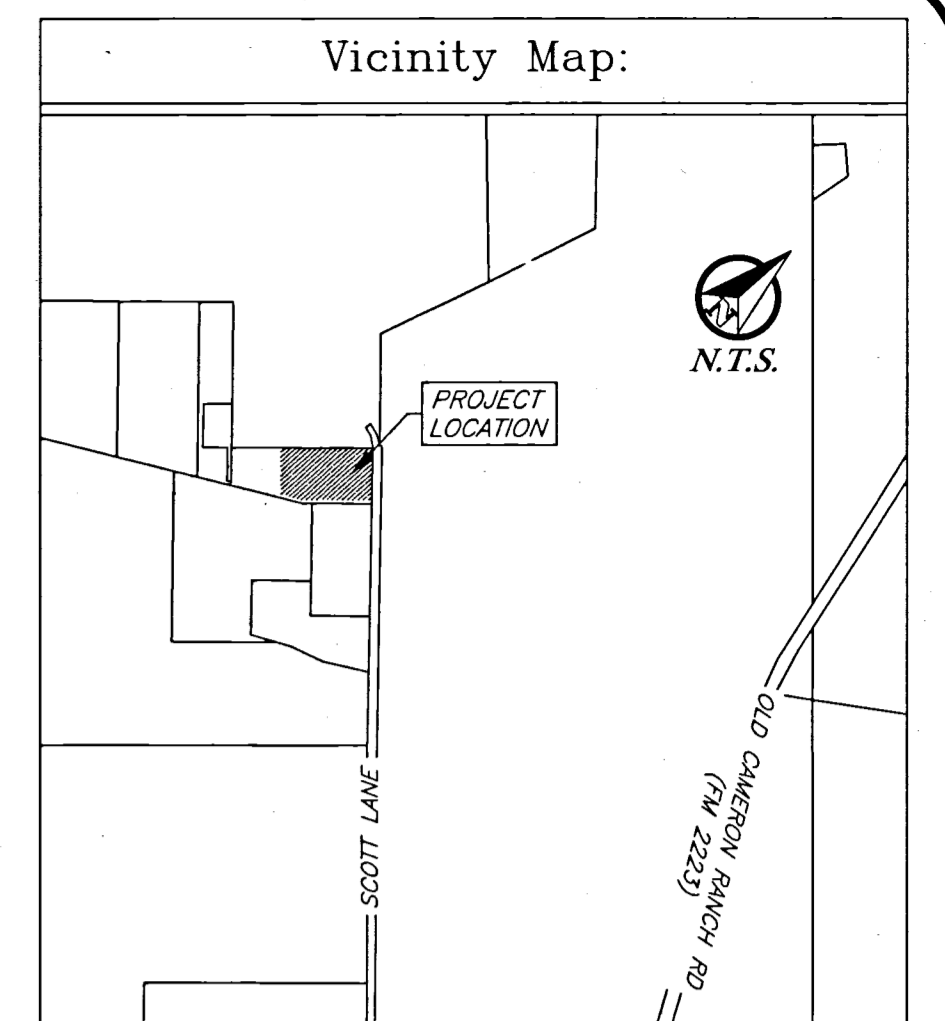 Vicinity Map:
N
N.T.S.
PROJECT
LOCATION
SCOTT LANE
OLD CAMERON RANCH RD
(FM 2223)